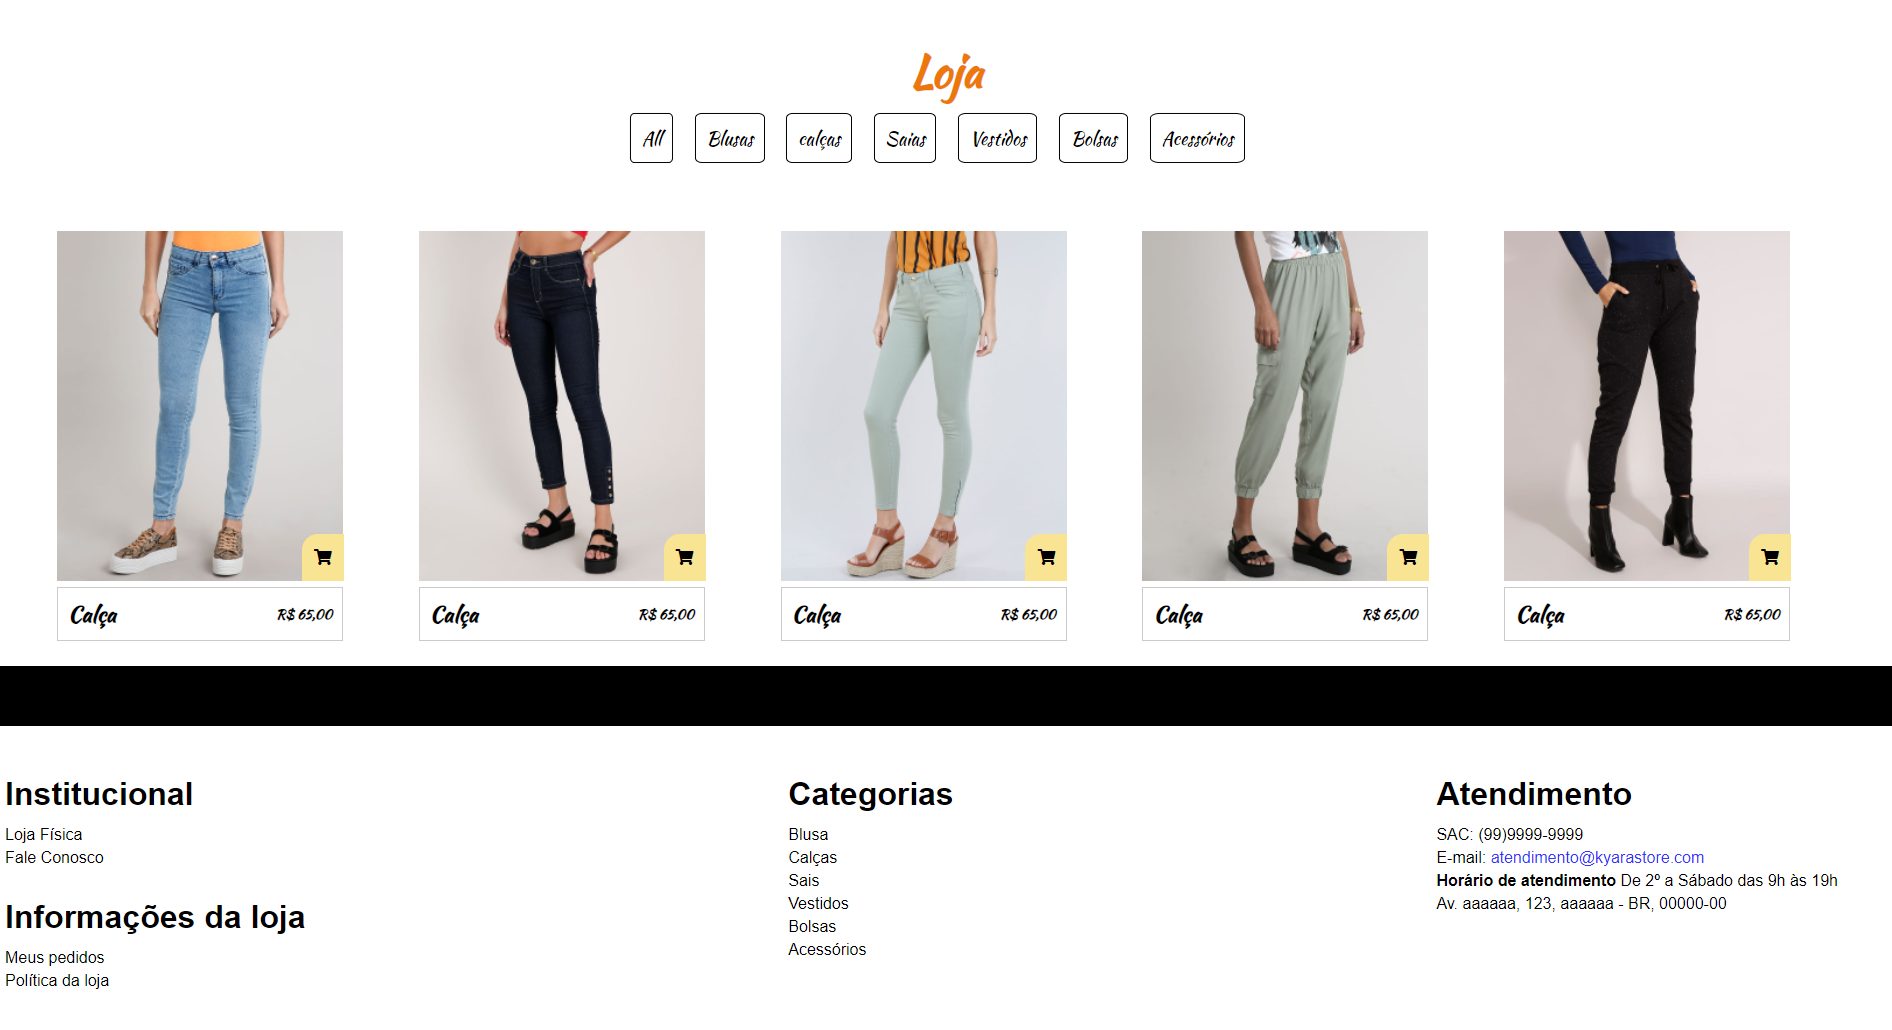 Loja
All Blusas calças Saias Vestidos Bolsas Acessórios
Calça R$ 65,00
Calça R$ 65,00
Calça R$ 65,00
Calça R$ 65,00
Calça R$ 65,00
Institucional
Loja Física
Fale Conosco
Informações da loja
Meus pedidos
Política da loja
Categorias
Blusa
Calças
Sais
Vestidos
Bolsas
Acessórios
Atendimento
SAC: (99)9999-9999
E-mail: atendimento@kyarastore.com
Horário de atendimento De 2º a Sábado das 9h às 19h
Av. aaaaaa, 123, aaaaaa - BR, 00000-00